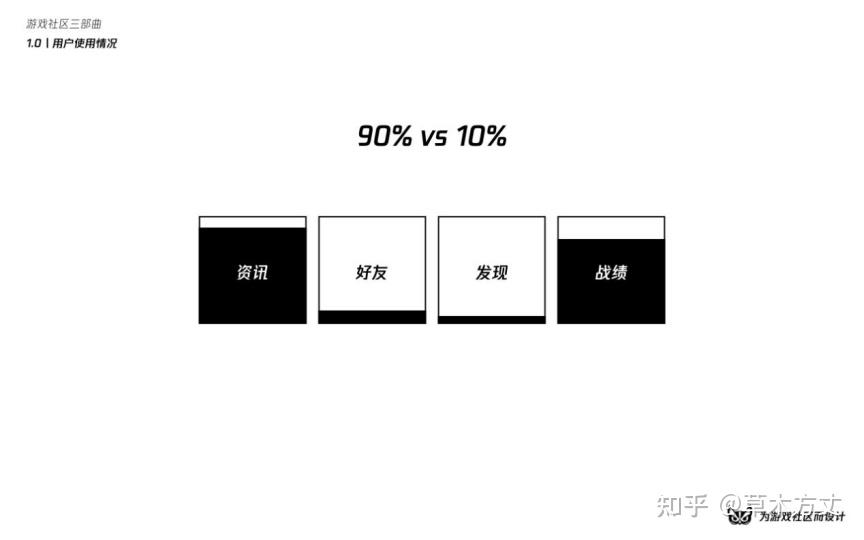 游戏社区三部曲
1.0 | 用户使用情况
90% vs 10%
资讯
好友
发现
战绩
知乎 @草木方丈
为游戏社区而设计